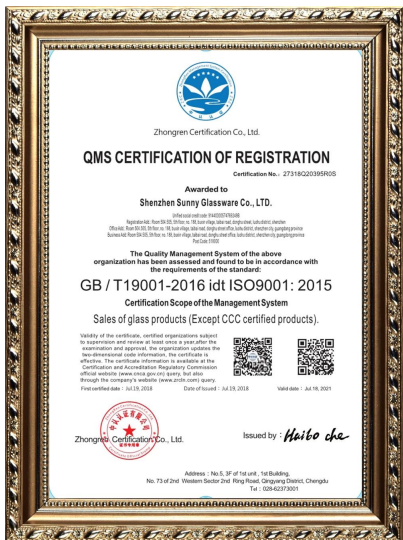 Zhongren Certification Co., Ltd.
QMS CERTIFICATION OF REGISTRATION
Certification No.: 27318Q20395R0S
Awarded to
Shenzhen Sunny Glassware Co., LTD.
The Quality Management System of the above
organization has been assessed and found to be in accordance with
the requirements of the standard:
GB / T19001-2016 idt ISO9001: 2015
Certification Scope of the Management System
Sales of glass products (Except CCC certified products).
Validity of the certificate, certified organizations subject
to supervision and review at least once a year,after the
examination and approval, the organization updates the
two-dimensional code information, the certificate is
effective. The certificate information is available at the
Certification and Accreditation Regulatory Commission
official website (www.cnca.gov.cn) query, but also
through the company's website (www.zrclm.com) query.
First certified date : Jul.19, 2018 Date of Issued : Jul.19, 2018 Valid date : Jul.18, 2021
Zhongren Certification Co., Ltd.
Issued by : Haibo che
Address : No.5, 3F of 1st unit , 1st Building,
No. 73 of 2nd Western Sector 2nd Ring Road, Qingyang District, Chengdu
Tel : 028-62373001